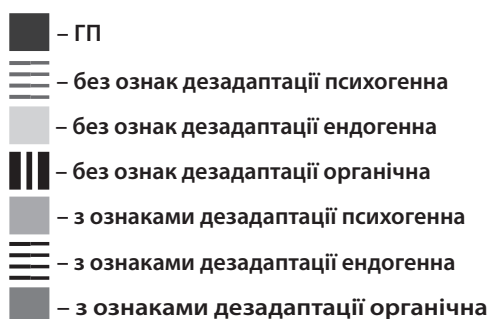 – ГП
– без ознак дезадаптації психогенна
– без ознак дезадаптації ендогенна
– без ознак дезадаптації органічна
– з ознаками дезадаптації психогенна
– з ознаками дезадаптації ендогенна
– з ознаками дезадаптації органічна